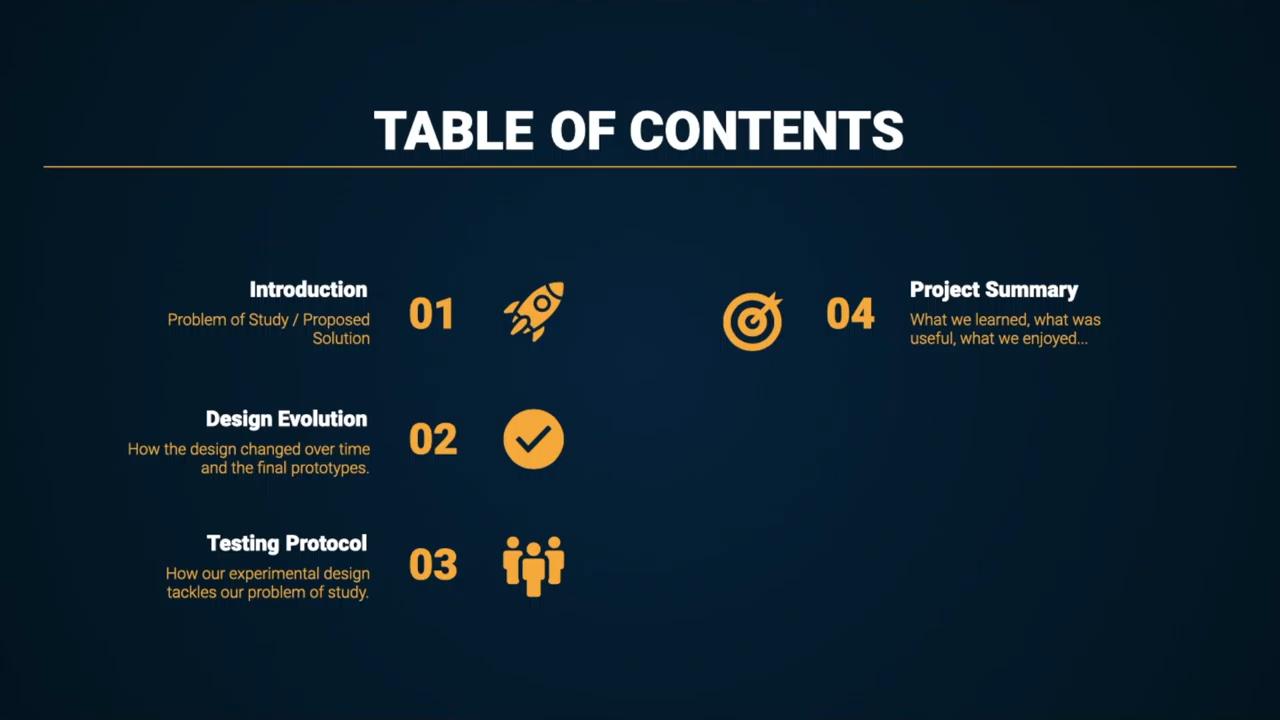 TABLE OF CONTENTS
Introduction
Problem of Study / Proposed
Solution
01
Design Evolution
How the design changed over time
and the final prototypes.
02
Testing Protocol
How our experimental design
tackles our problem of study.
03
04
Project Summary
What we learned, what was
useful, what we enjoyed...